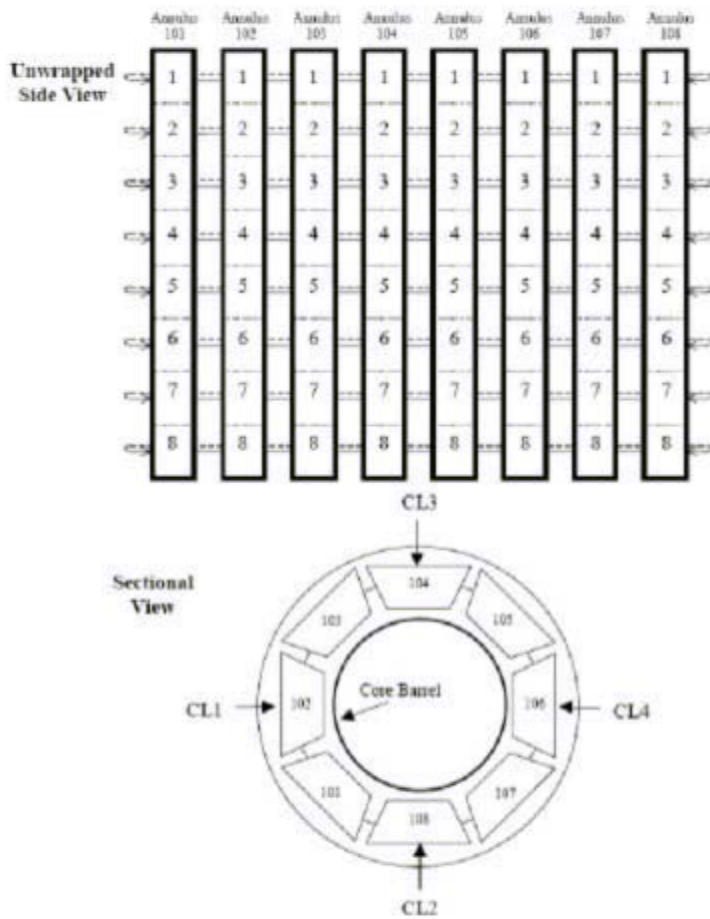 Annulus Annulus Annulus Annulus Annulus Annulus Annulus Annulus
101 102 103 104 105 106 107 108
Unwrapped
Side View
1 1 1 1 1 1 1 1
2 2 2 2 2 2 2 2
3 3 3 3 3 3 3 3
4 4 4 4 4 4 4 4
5 5 5 5 5 5 5 5
6 6 6 6 6 6 6 6
7 7 7 7 7 7 7 7
8 8 8 8 8 8 8 8
CL3
Sectional
View
104
103
105
Core Barrel
CL1
102
106
CL4
101
107
108
CL2